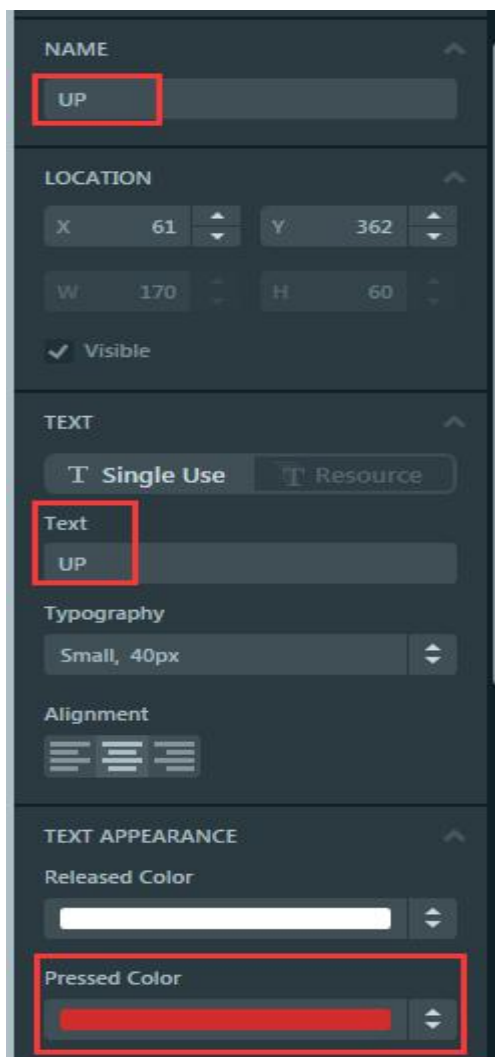 NAME
UP
LOCATION
X 61 Y 362
W 170 H 60
Visible
TEXT
T Single Use T Resource
Text
UP
Typography
Small, 40px
Alignment
TEXT APPEARANCE
Released Color
Pressed Color